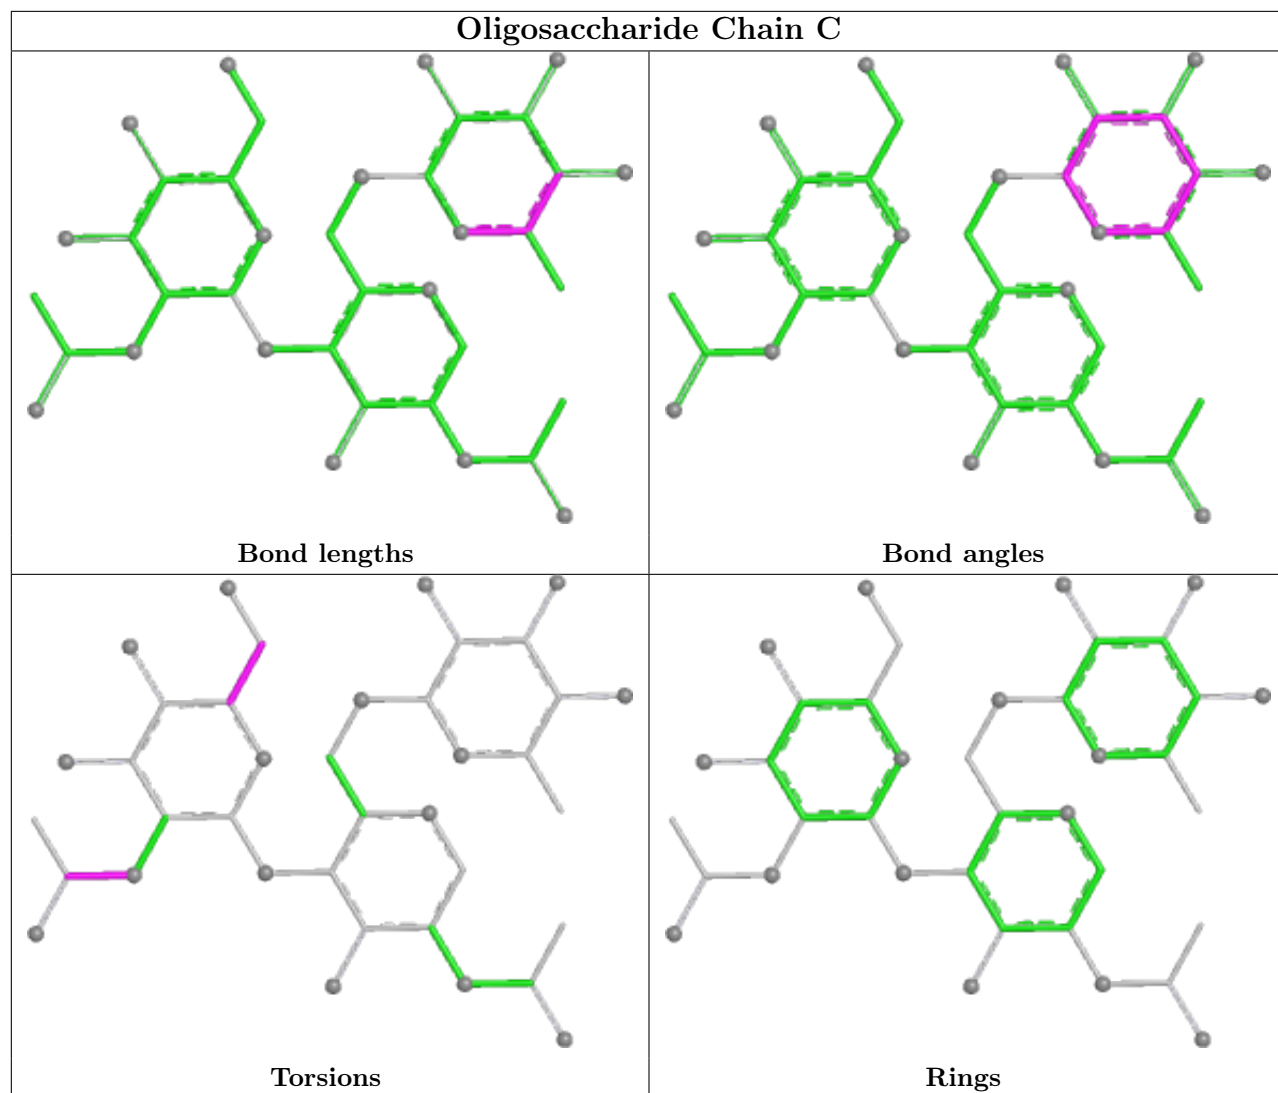 Oligosaccharide Chain C
Bond lengths
Bond angles
Torsions
Rings